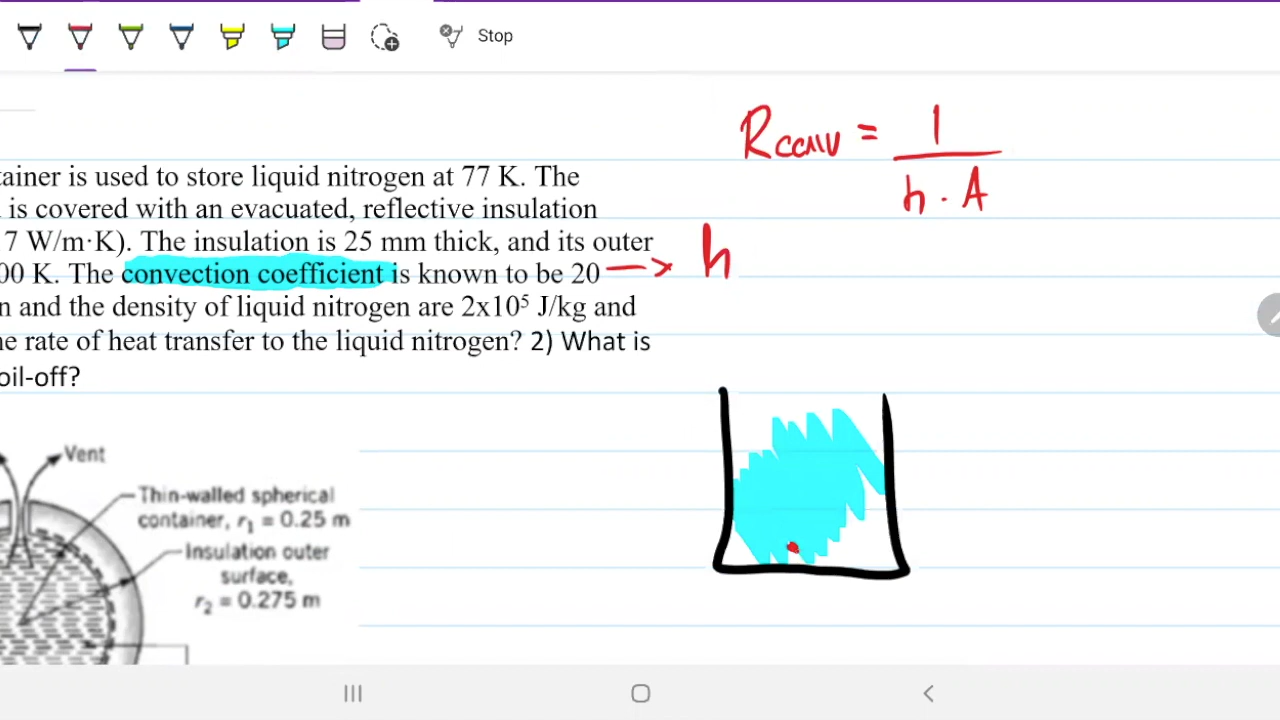 Stop
Rconv = 1 / h · A
tainer is used to store liquid nitrogen at 77 K. The
is covered with an evacuated, reflective insulation
7 W/m·K). The insulation is 25 mm thick, and its outer
00 K. The convection coefficient is known to be 20 → h
n and the density of liquid nitrogen are 2x10⁵ J/kg and
e rate of heat transfer to the liquid nitrogen? 2) What is
oil-off?
Vent
Thin-walled spherical
container, r₁ = 0.25 m
Insulation outer
surface,
r₂ = 0.275 m